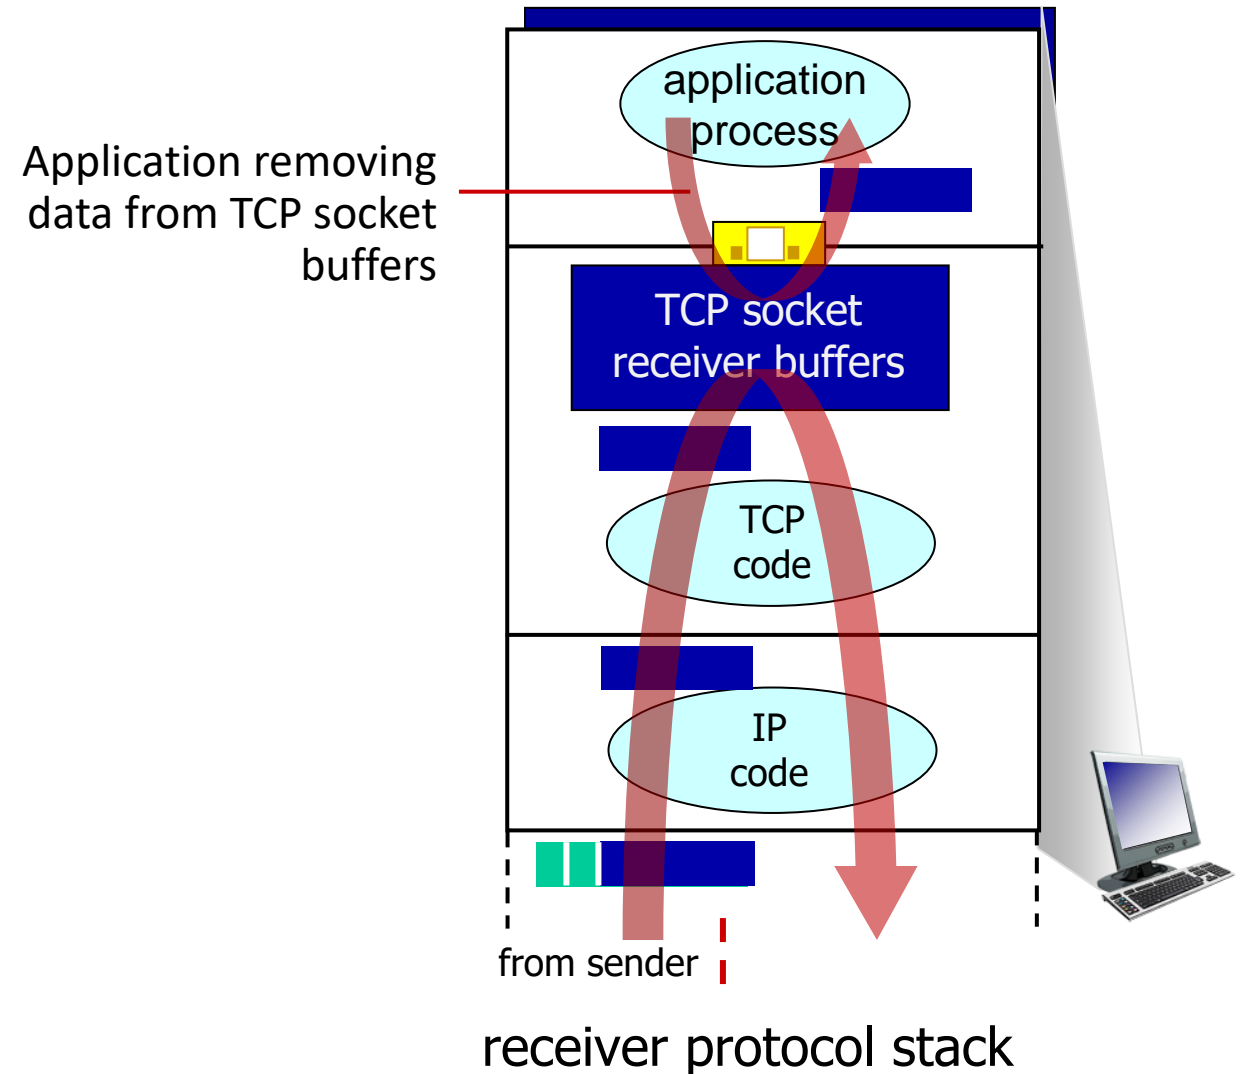 application
process
Application removing
data from TCP socket
buffers
TCP socket
receiver buffers
TCP
code
IP
code
from sender
receiver protocol stack